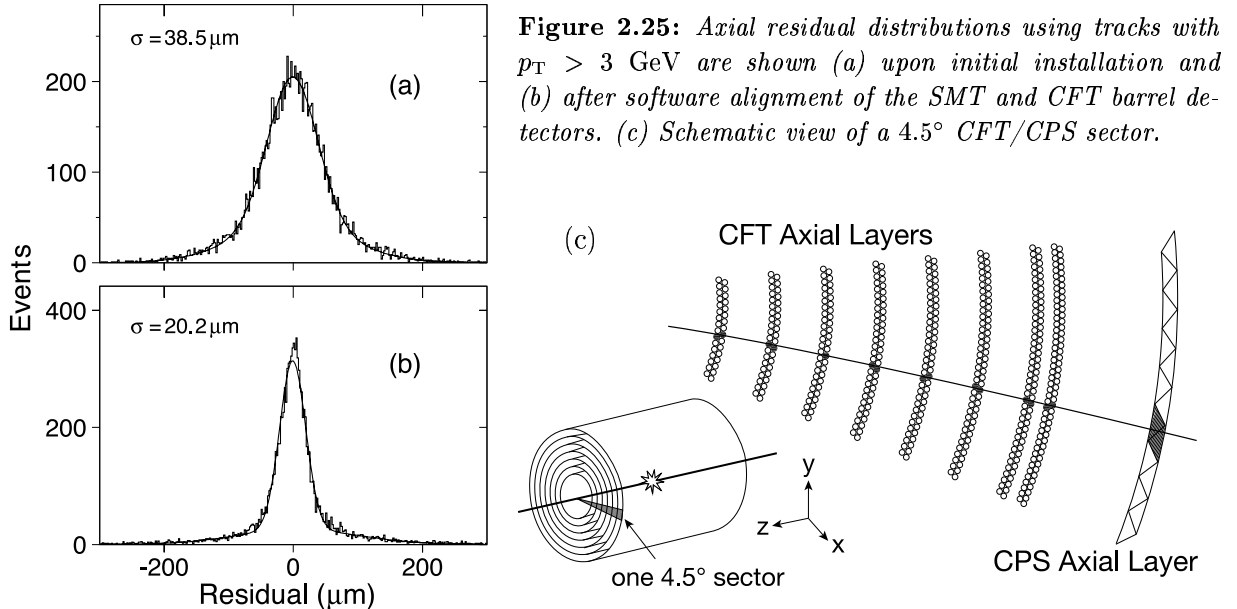 σ = 38.5 μm
(a)
200
100
0
Events
σ = 20.2 μm
(b)
400
200
0
-200 0 200
Residual (μm)
Figure 2.25: Axial residual distributions using tracks with
pT > 3 GeV are shown (a) upon initial installation and
(b) after software alignment of the SMT and CFT barrel de-
tectors. (c) Schematic view of a 4.5° CFT/CPS sector.
(c)
CFT Axial Layers
y
z
x
one 4.5° sector
CPS Axial Layer